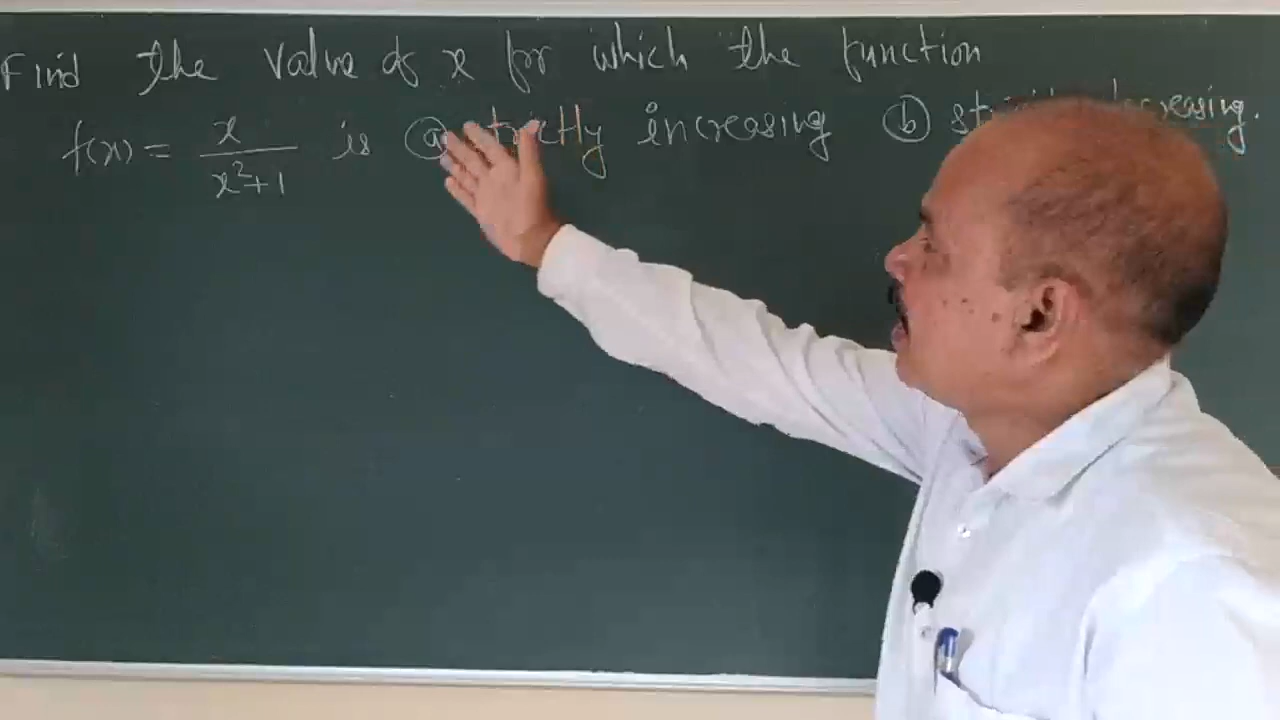 Find the value of x for which the function
f(x) = x/(x²+1) is (a) strictly increasing (b) strictly decreasing.